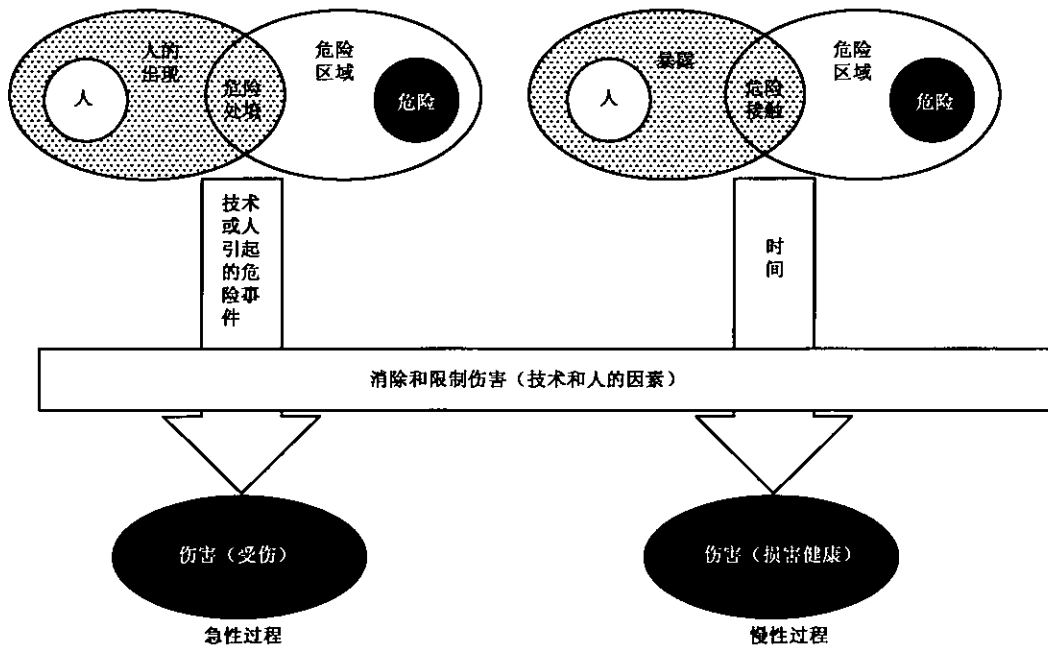 人的
出现
人
危险
处境
危险
区域
危险
暴露
人
危险
接触
危险
区域
危险
技术
或人
引起
的危
险事
件
时
间
消除和限制伤害（技术和人的因素）
伤害（受伤）
伤害（损害健康）
急性过程
慢性过程